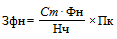 Зфн = Ст · Фн / Нч × Пк